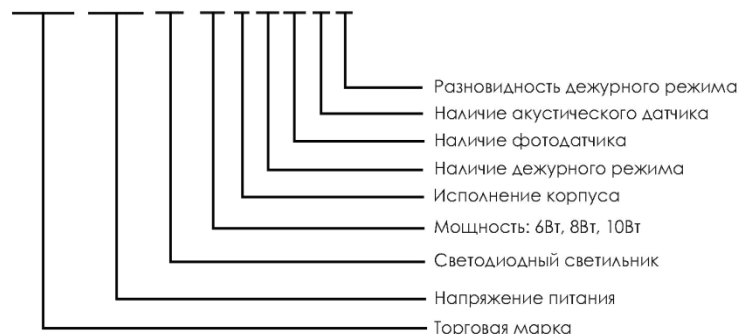 Разновидность дежурного режима
Наличие акустического датчика
Наличие фотодатчика
Наличие дежурного режима
Исполнение корпуса
Мощность: 6Вт, 8Вт, 10Вт
Светодиодный светильник
Напряжение питания
Торговая марка